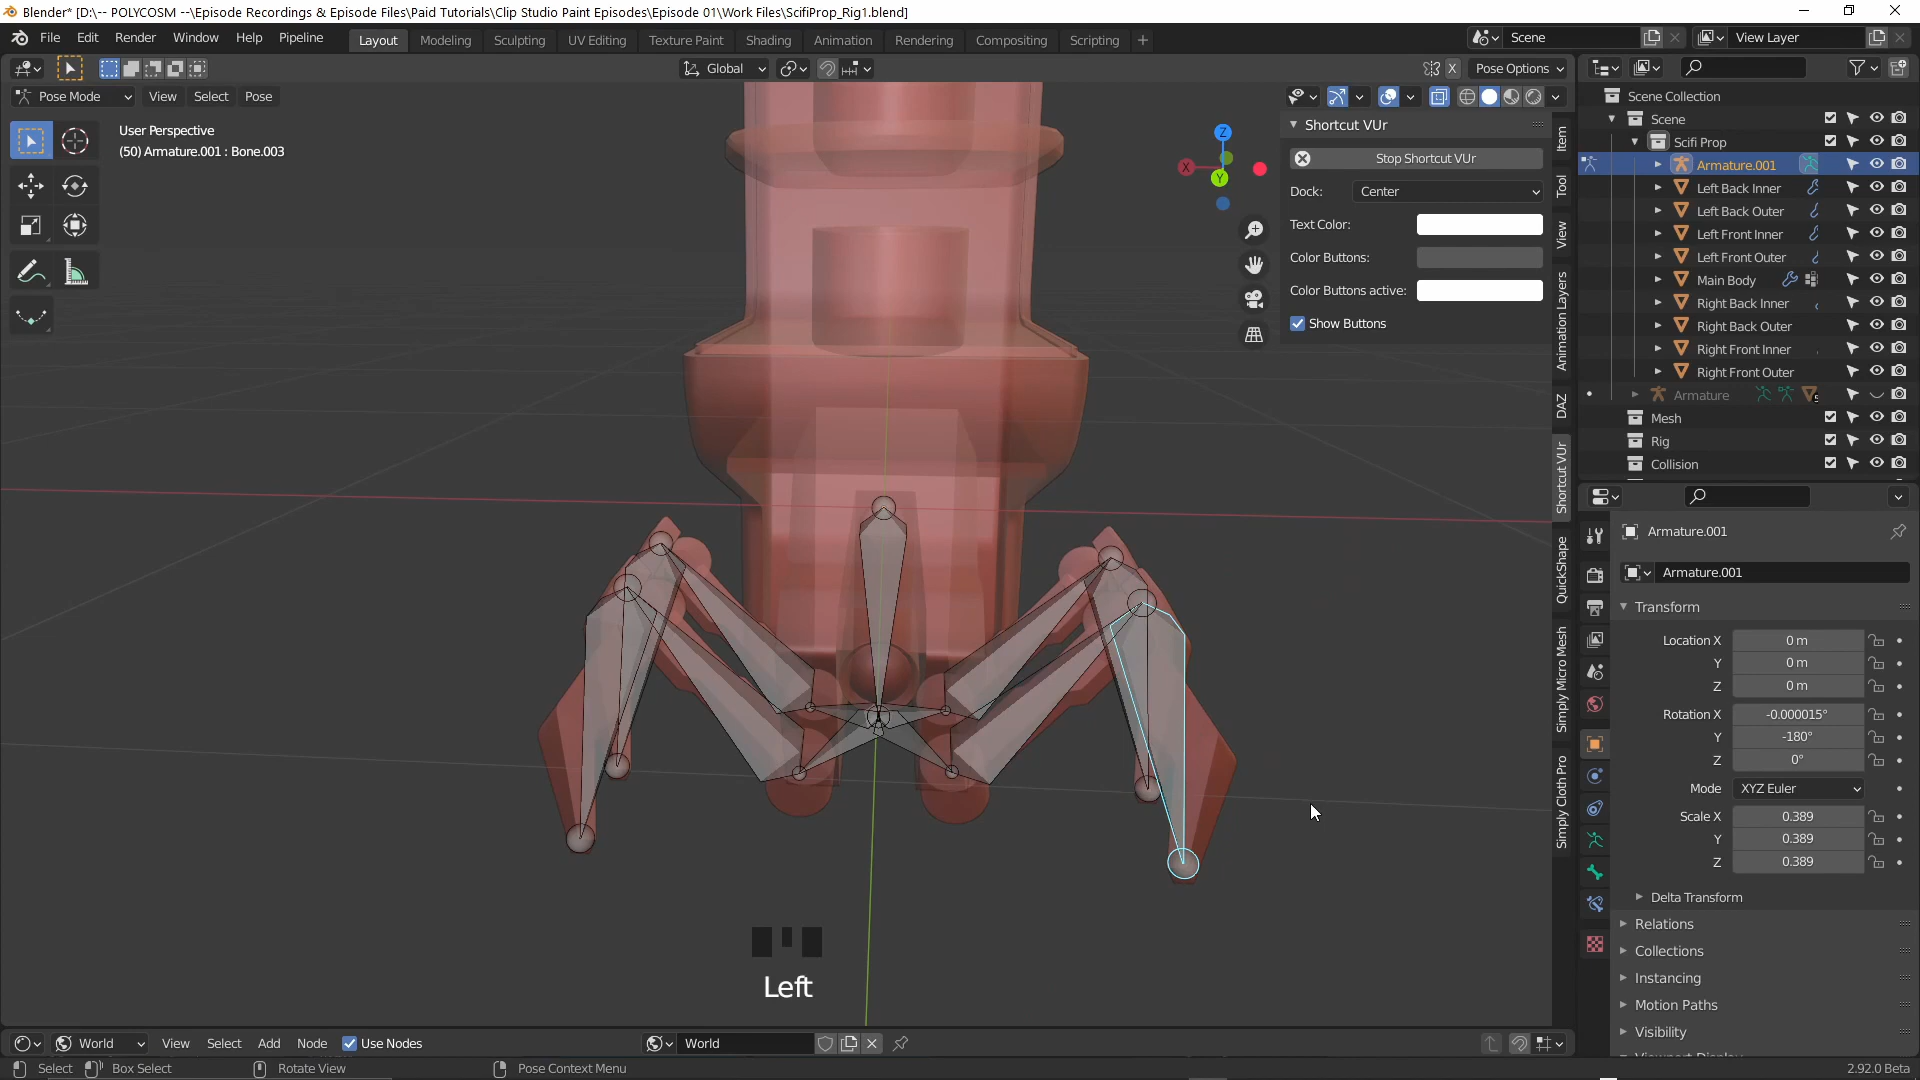 Blender* [D:\-- POLYCOSM --\Episode Recordings & Episode Files\Paid Tutorials\Clip Studio Paint Episodes\Episode 01\Work Files\ScifiProp_Rig1.blend]
File Edit Render Window Help Pipeline Layout Modeling Sculpting UV Editing Texture Paint Shading Animation Rendering Compositing Scripting + Scene View Layer
Global X Pose Options
Pose Mode View Select Pose
User Perspective
(50) Armature.001 : Bone.003
Z
X
Y
Shortcut VUr
Stop Shortcut VUr
Dock: Center
Text Color:
Color Buttons:
Color Buttons active:
Show Buttons
Item
Tool
View
Animation Layers
DAZ
Shortcut VUr
QuickShape
Simply Micro Mesh
Simply Cloth Pro
Scene Collection
Scene
Scifi Prop
Armature.001
Left Back Inner
Left Back Outer
Left Front Inner
Left Front Outer
Main Body
Right Back Inner
Right Back Outer
Right Front Inner
Right Front Outer
Armature
Mesh
Rig
Collision
Armature.001
Armature.001
Transform
Location X 0 m
Y 0 m
Z 0 m
Rotation X -0.000015°
Y -180°
Z 0°
Mode XYZ Euler
Scale X 0.389
Y 0.389
Z 0.389
Delta Transform
Relations
Collections
Instancing
Motion Paths
Visibility
Viewport Display
Left
World View Select Add Node Use Nodes World
Select Box Select Rotate View Pose Context Menu 2.92.0 Beta